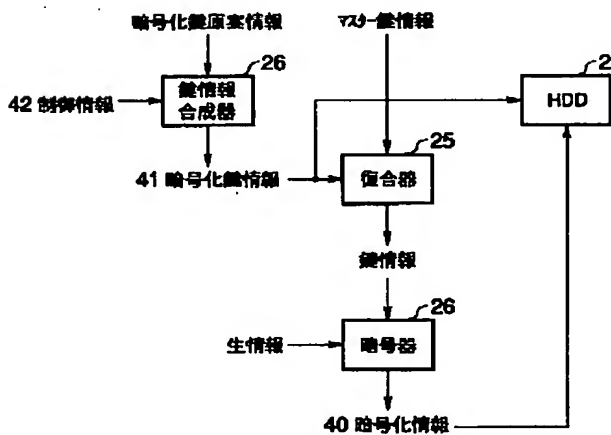 暗号化鍵原案情報
マスター鍵情報
26
2
42 制御情報
鍵情報
合成器
HDD
25
41 暗号化鍵情報
復合器
鍵情報
26
生情報
暗号器
40 暗号化情報